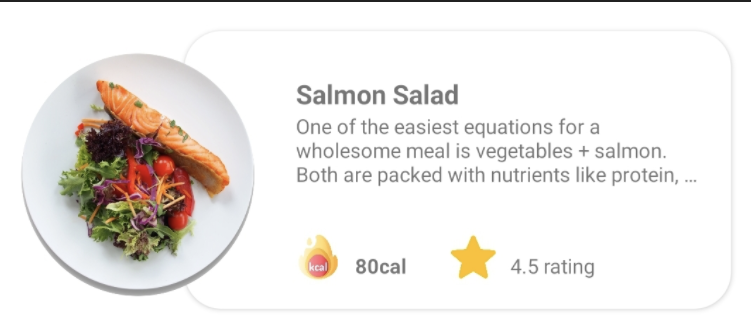 Salmon Salad
One of the easiest equations for a
wholesome meal is vegetables + salmon.
Both are packed with nutrients like protein, ...
kcal 80cal 4.5 rating